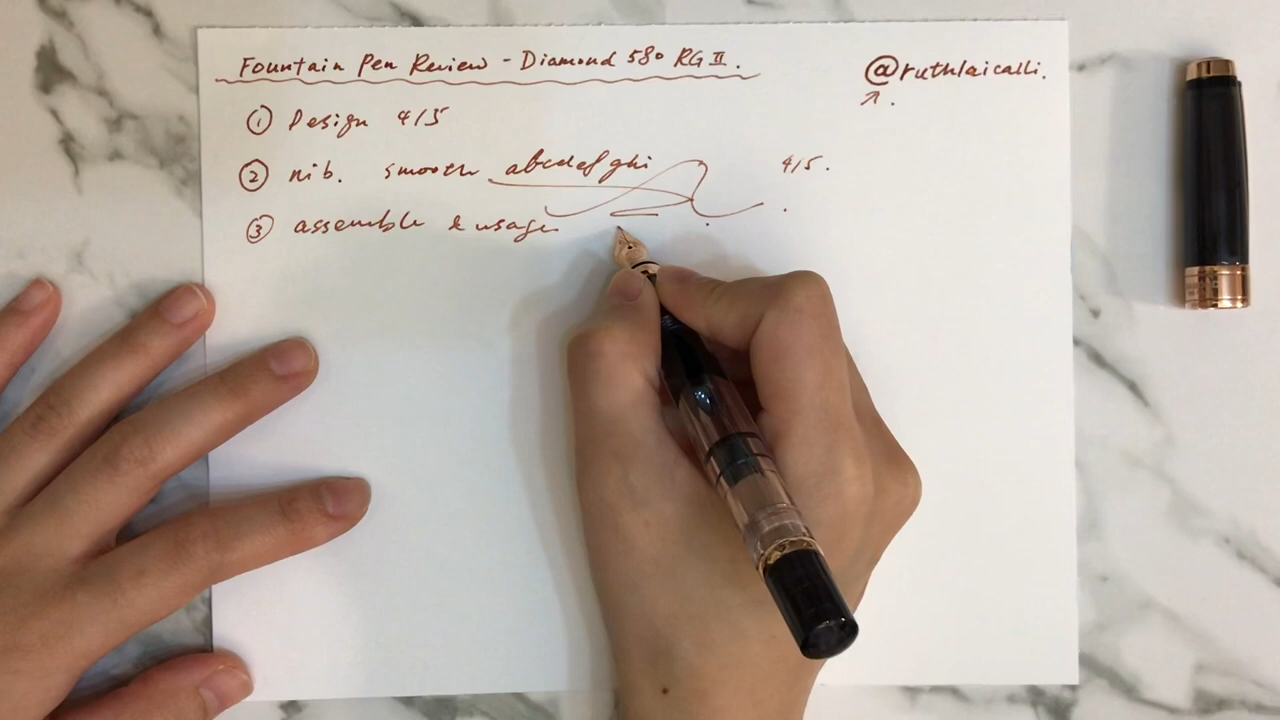 Fountain Pen Review - Diamond 580 RG II.
@ruthlaicalli.
① Design 4/5
② nib. smooth abcdefghi 4/5.
③ assemble & usage